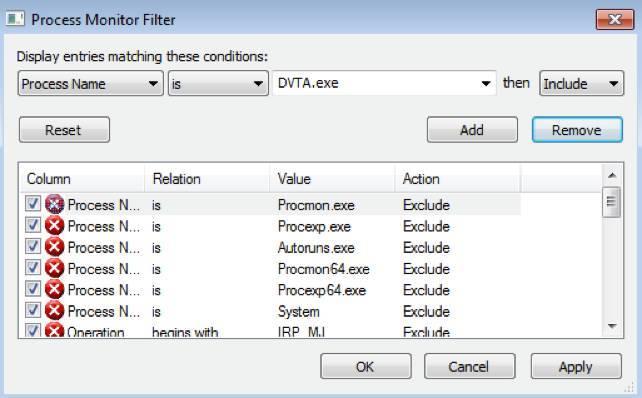 Process Monitor Filter
Display entries matching these conditions:
Process Name is DVTA.exe then Include
Reset Add Remove
Column Relation Value Action
Process N... is Procmon.exe Exclude
Process N... is Procexp.exe Exclude
Process N... is Autoruns.exe Exclude
Process N... is Procmon64.exe Exclude
Process N... is Procexp64.exe Exclude
Process N... is System Exclude
Operation begins with IRP_MJ Exclude
OK Cancel Apply